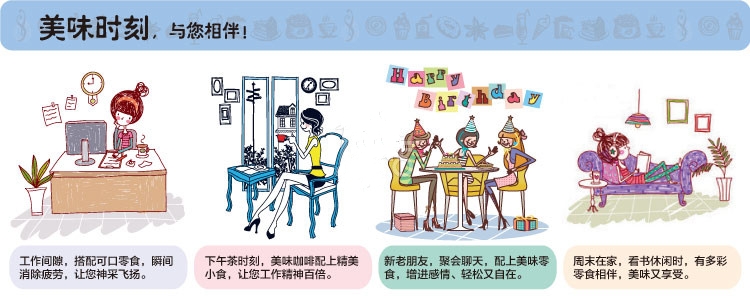 美味时刻，与您相伴！
Happy
Birthday
工作间隙，搭配可口零食，瞬间
消除疲劳，让您神采飞扬。
下午茶时刻，美味咖啡配上精美
小食，让您工作精神百倍。
新老朋友，聚会聊天，配上美味零
食，增进感情、轻松又自在。
周末在家，看书休闲时，有多彩
零食相伴，美味又享受。